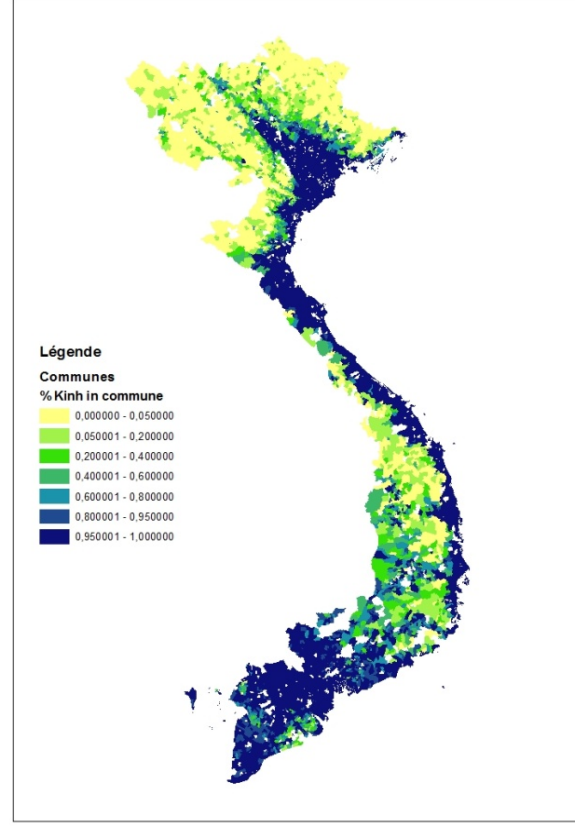 Légende
Communes
% Kinh in commune
0,000000 - 0,050000
0,050001 - 0,200000
0,200001 - 0,400000
0,400001 - 0,600000
0,600001 - 0,800000
0,800001 - 0,950000
0,950001 - 1,000000